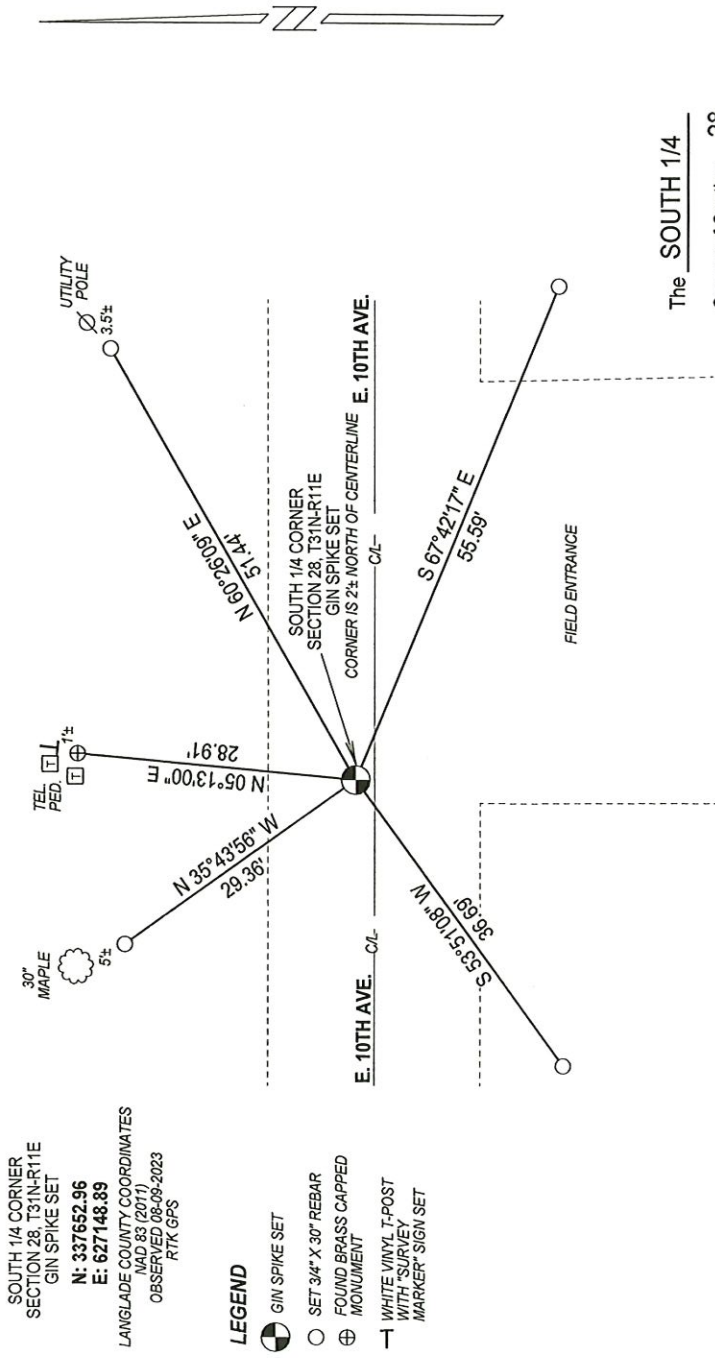 SOUTH 1/4 CORNER
SECTION 28, T31N-R11E
GIN SPIKE SET
N: 337652.96
E: 627148.89
LANGLADE COUNTY COORDINATES
NAD 83 (2011)
OBSERVED 08-09-2023
RTK GPS
LEGEND
GIN SPIKE SET
SET 3/4" X 30" REBAR
FOUND BRASS CAPPED
MONUMENT
WHITE VINYL T-POST
WITH "SURVEY
MARKER" SIGN SET
30"
MAPLE
5'±
TEL.
PED.
T
T
1'±
UTILITY
POLE
3.5'±
N 35°43'56" W
29.36'
N 05°13'00" E
28.91'
N 60°26'09" E
51.44'
SOUTH 1/4 CORNER
SECTION 28, T31N-R11E
GIN SPIKE SET
CORNER IS 2'± NORTH OF CENTERLINE
E. 10TH AVE.
C/L
C/L
E. 10TH AVE.
S 53°51'08" W
36.69'
S 67°42'17" E
55.59'
FIELD ENTRANCE
N
The SOUTH 1/4